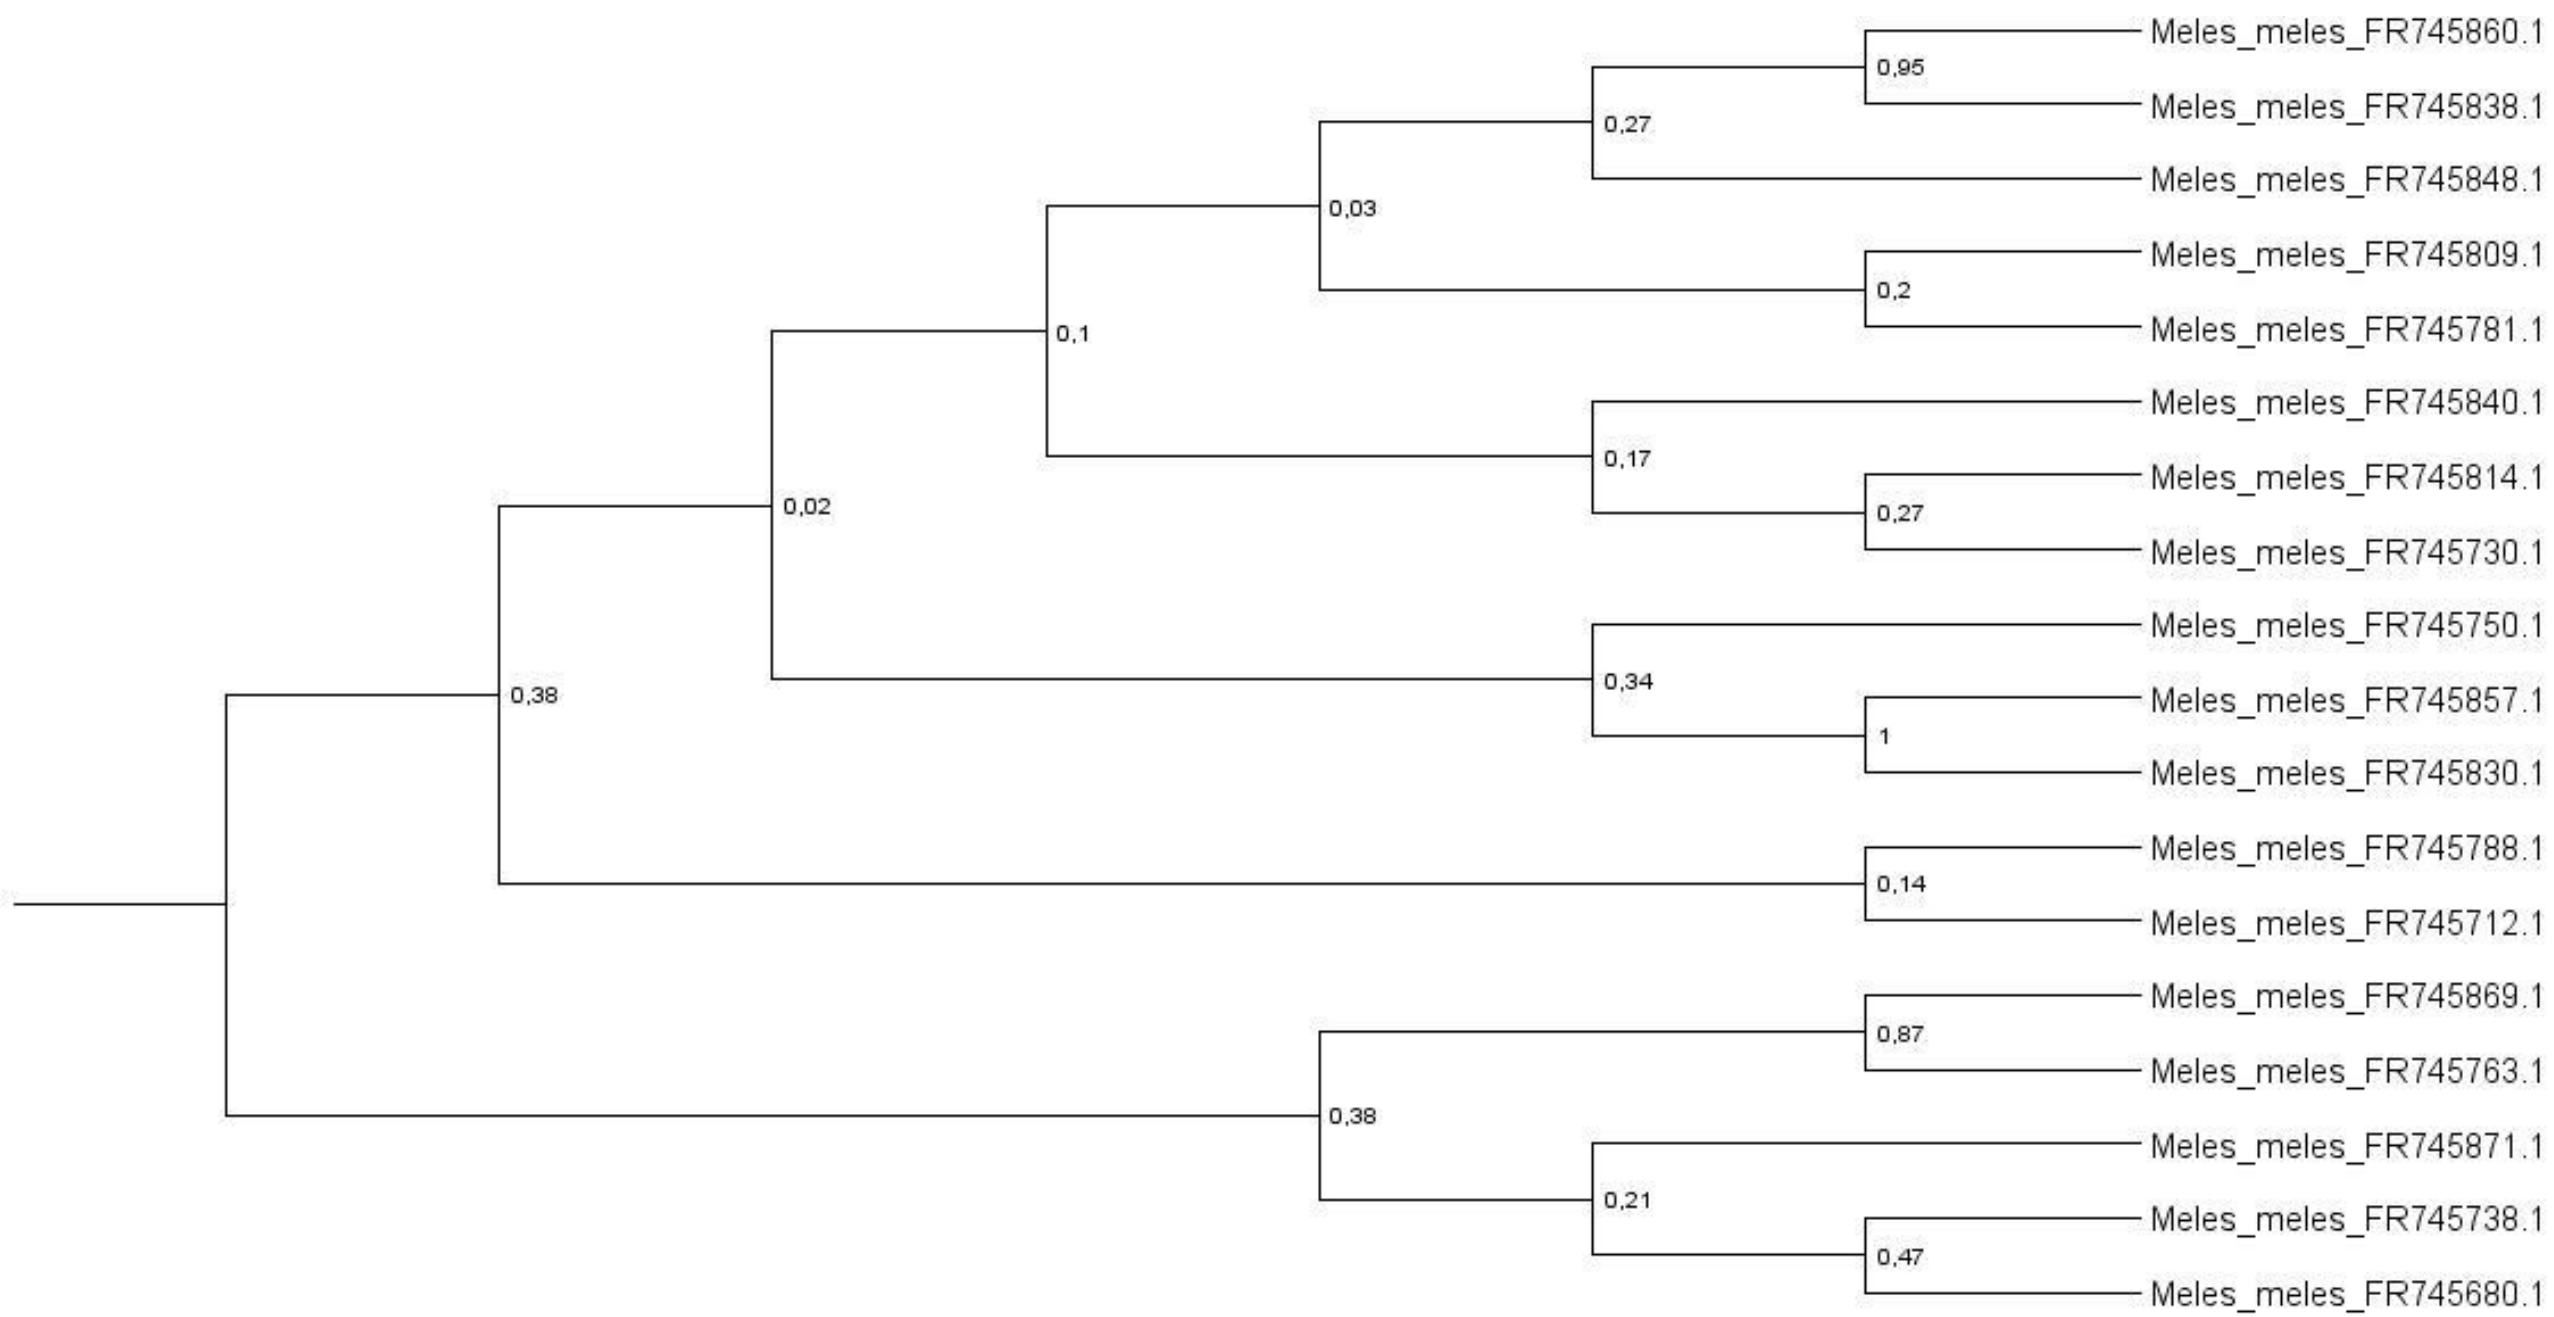 Meles_meles_FR745860.1
0,95
Meles_meles_FR745838.1
0,27
Meles_meles_FR745848.1
0,03
Meles_meles_FR745809.1
0,2
Meles_meles_FR745781.1
0,1
Meles_meles_FR745840.1
0,17
Meles_meles_FR745814.1
0,27
Meles_meles_FR745730.1
0,02
Meles_meles_FR745750.1
0,34
Meles_meles_FR745857.1
1
Meles_meles_FR745830.1
0,38
Meles_meles_FR745788.1
0,14
Meles_meles_FR745712.1
Meles_meles_FR745869.1
0,87
Meles_meles_FR745763.1
0,38
Meles_meles_FR745871.1
0,21
Meles_meles_FR745738.1
0,47
Meles_meles_FR745680.1